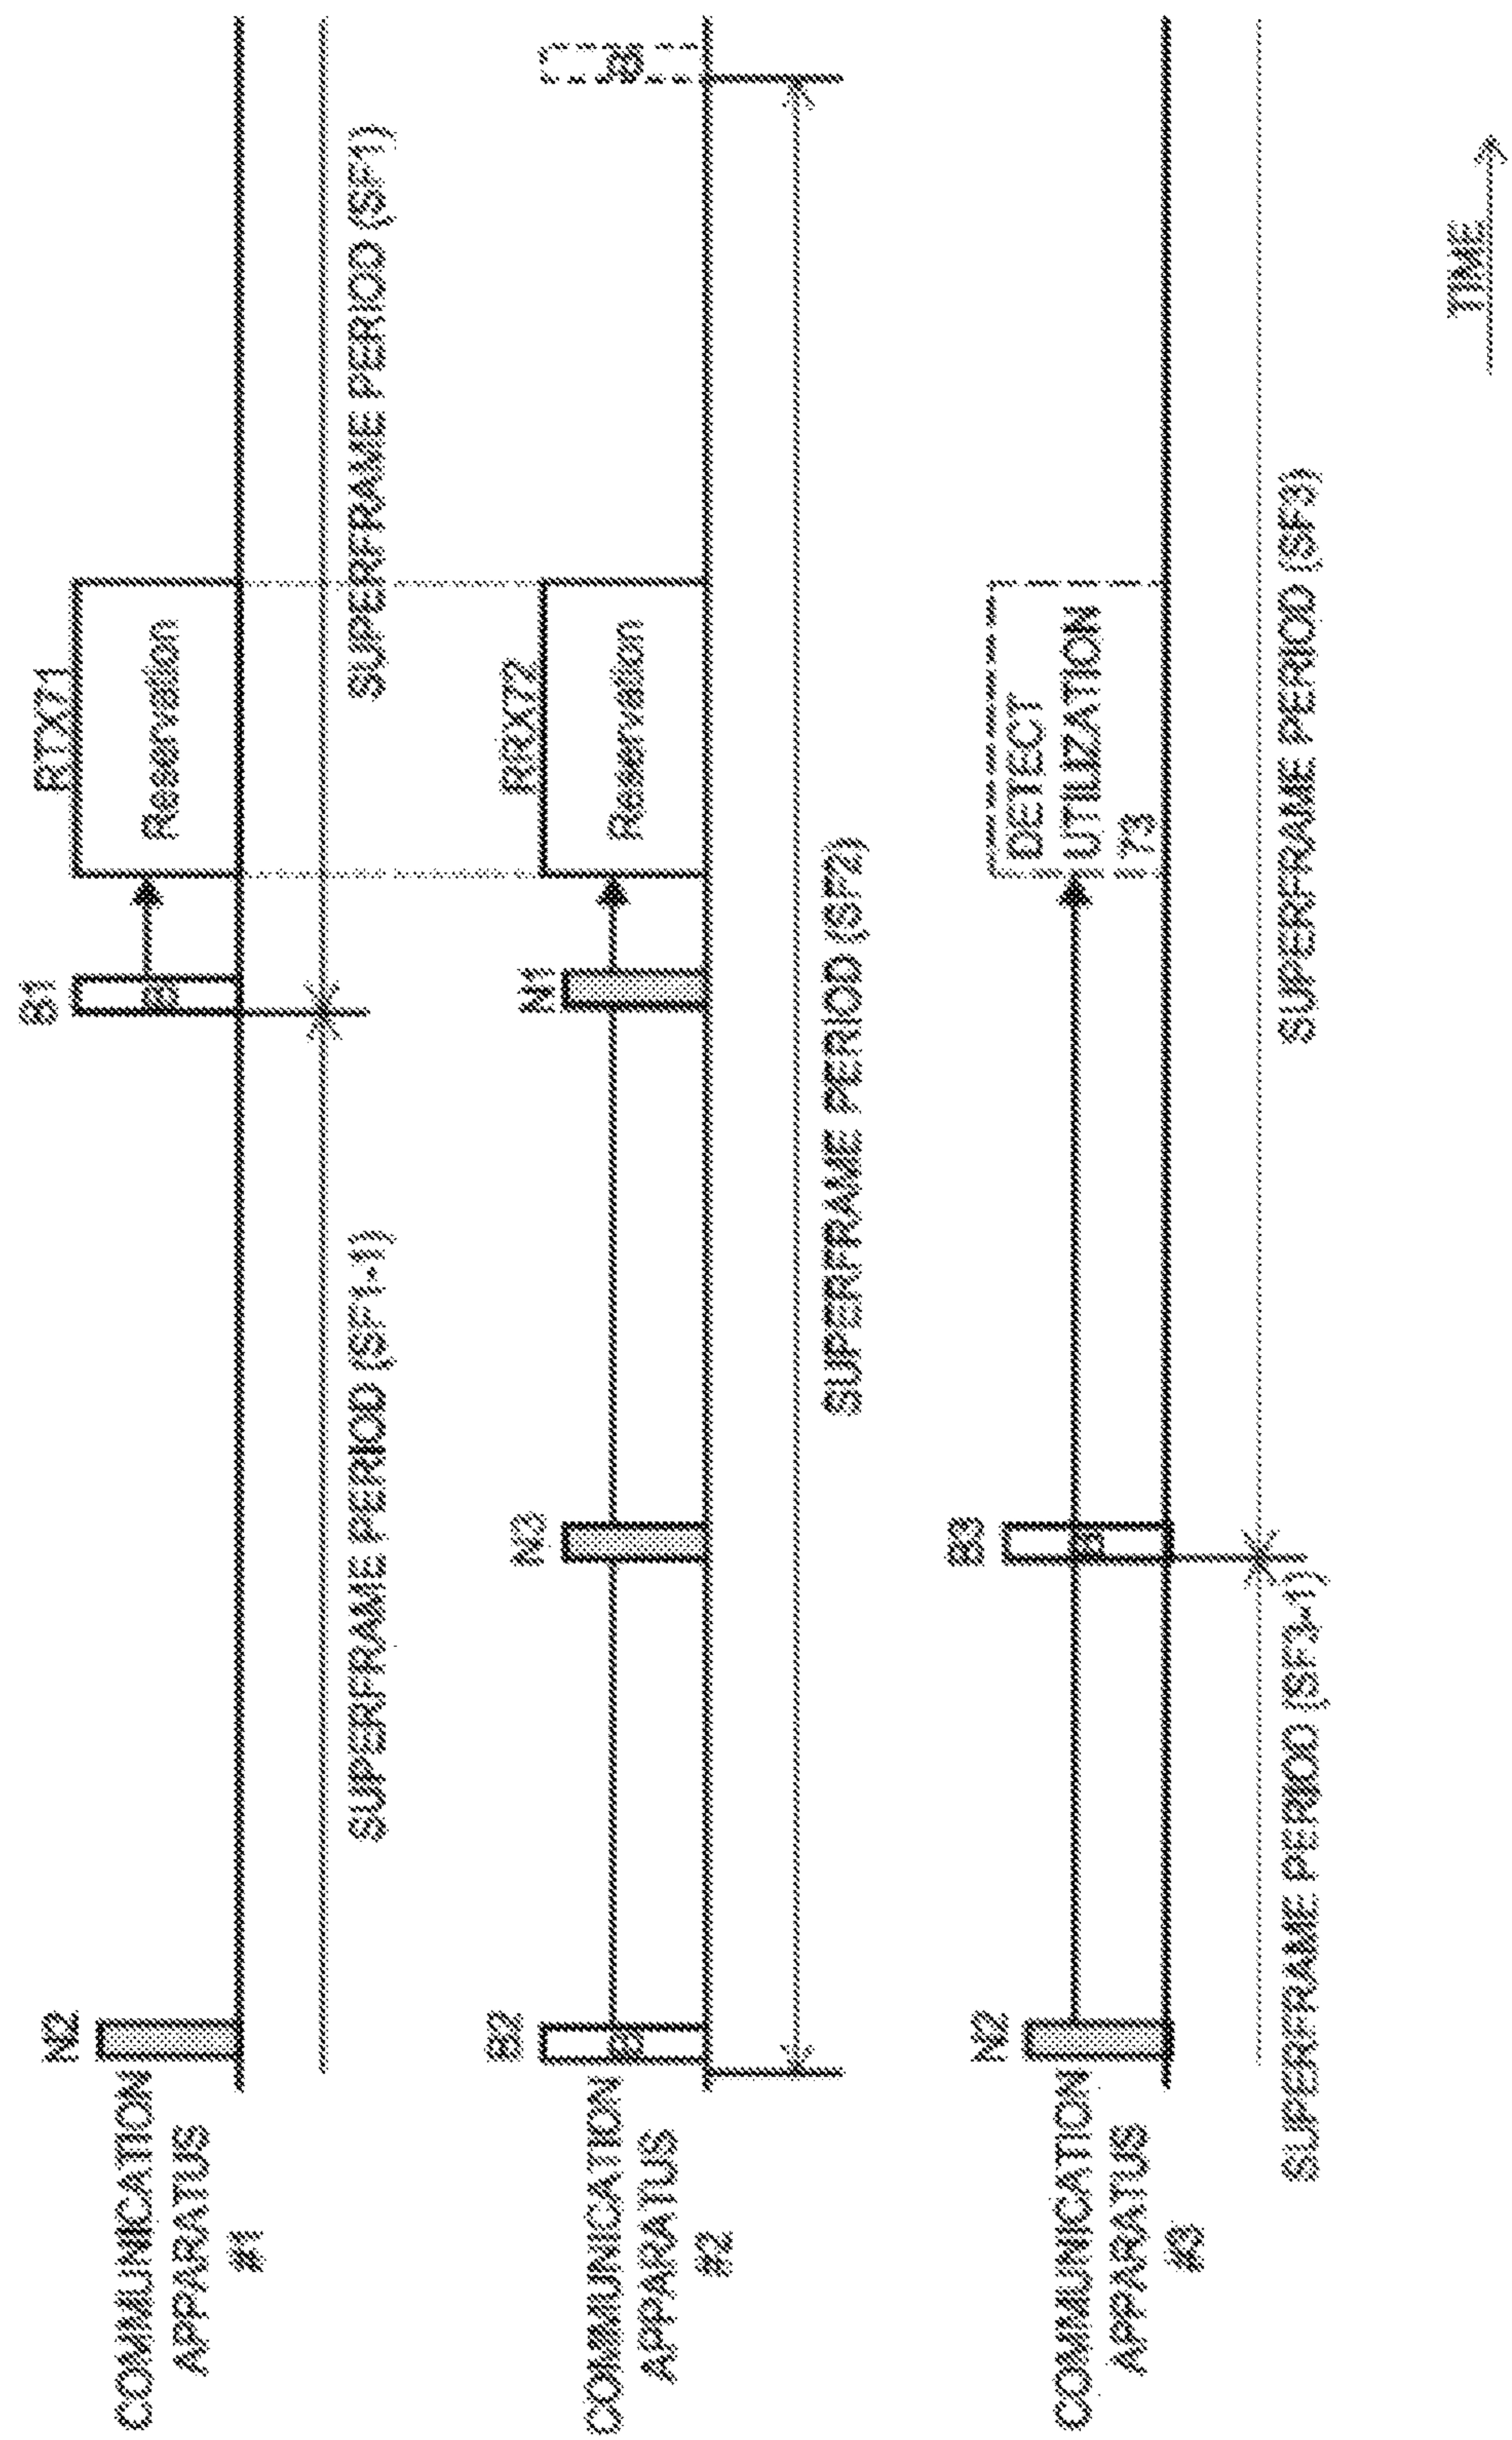 COMMUNICATION
APPARATUS
#1
N2
B1
B
RTX71
Reservation
SUPERFRAME PERIOD (SF1-1)
SUPERFRAME PERIOD (SF1)
COMMUNICATION
APPARATUS
#2
B2
B
N3
N1
RRX72
Reservation
B
SUPERFRAME PERIOD (SF2)
COMMUNICATION
APPARATUS
#3
N2
B3
B
DETECT
UTILIZATION
73
SUPERFRAME PERIOD (SF3-1)
SUPERFRAME PERIOD (SF3)
TIME